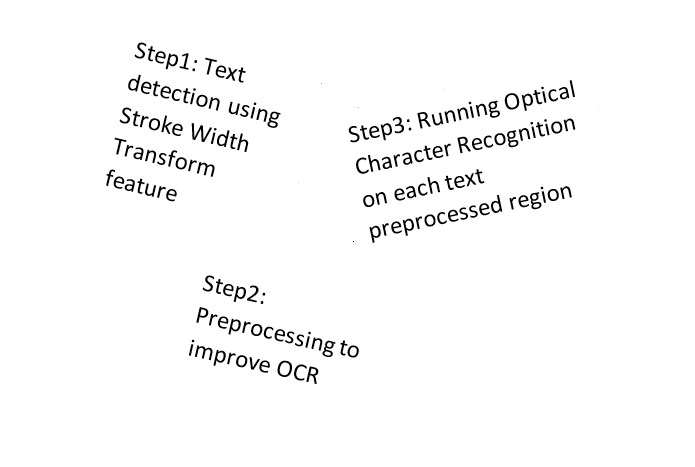 Step1: Text
detection using
Stroke Width
Transform
feature
Step2:
Preprocessing to
improve OCR
Step3: Running Optical
Character Recognition
on each text
preprocessed region